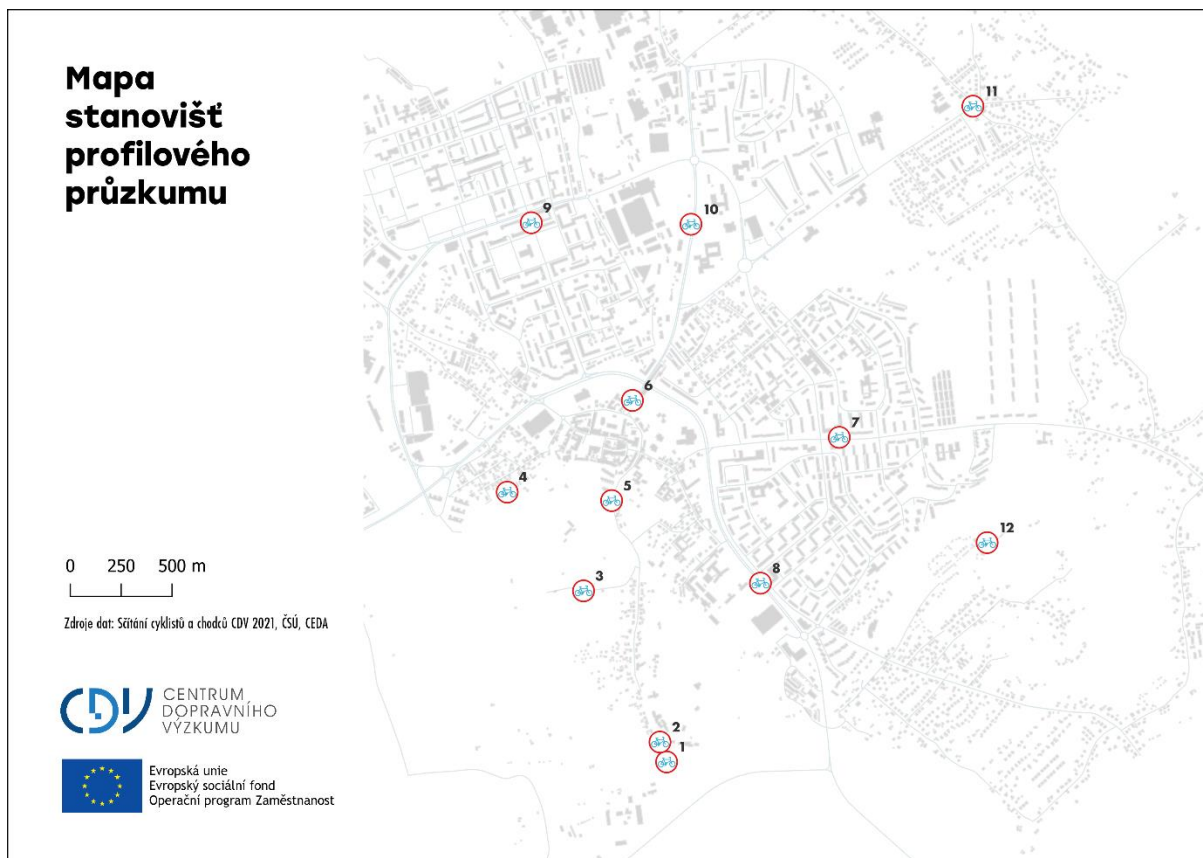 Mapa
stanovišť
profilového
průzkumu
11
9
10
6
7
4
5
12
3
8
2
1
0 250 500 m
Zdroje dat: Sčítání cyklistů a chodců CDV 2021, ČSÚ, CEDA
CDV
CENTRUM
DOPRAVNÍHO
VÝZKUMU
Evropská unie
Evropský sociální fond
Operační program Zaměstnanost